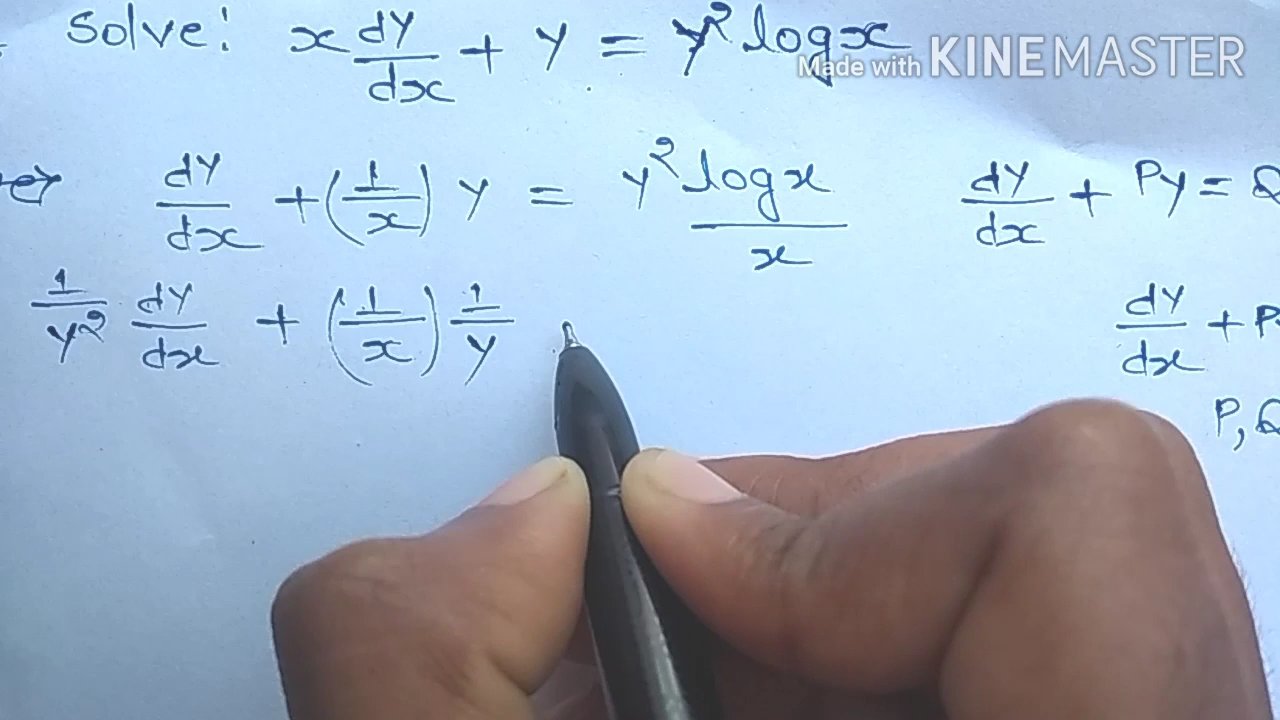 Solve: x dy/dx + y = y² log x
Made with KINEMASTER
dy/dx + (1/x) y = y² log x / x
dy/dx + Py = Q
1/y² dy/dx + (1/x) 1/y
dy/dx + P
P, Q